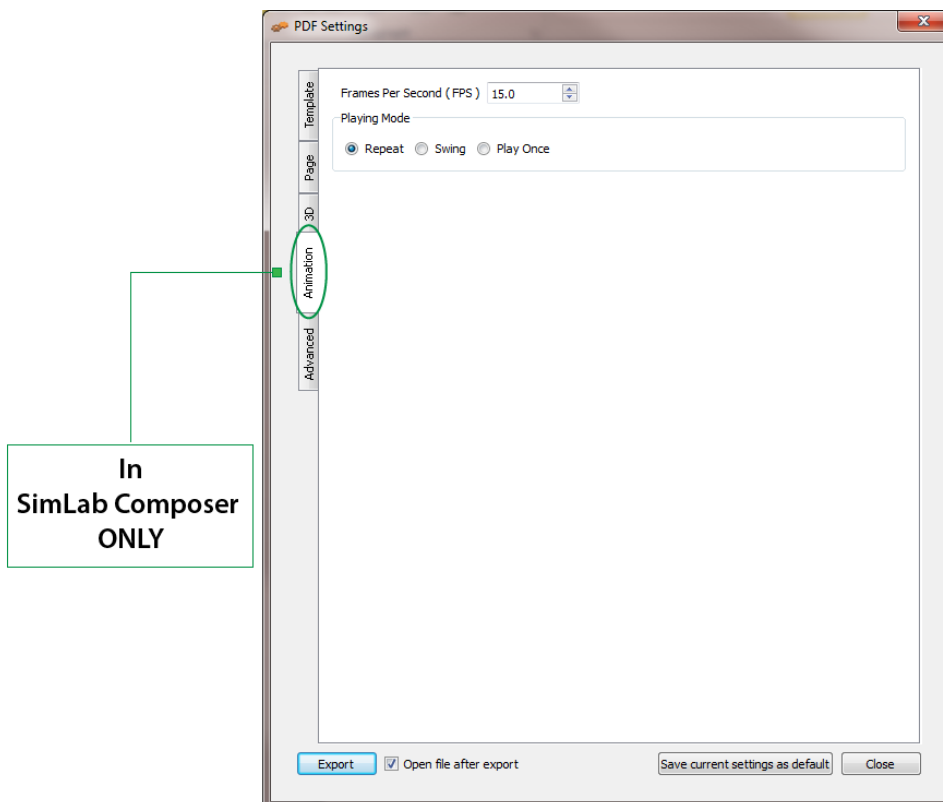 PDF Settings
Template
Page
3D
Animation
Advanced
Frames Per Second ( FPS ) 15.0
Playing Mode
Repeat Swing Play Once
In
SimLab Composer
ONLY
Export Open file after export Save current settings as default Close